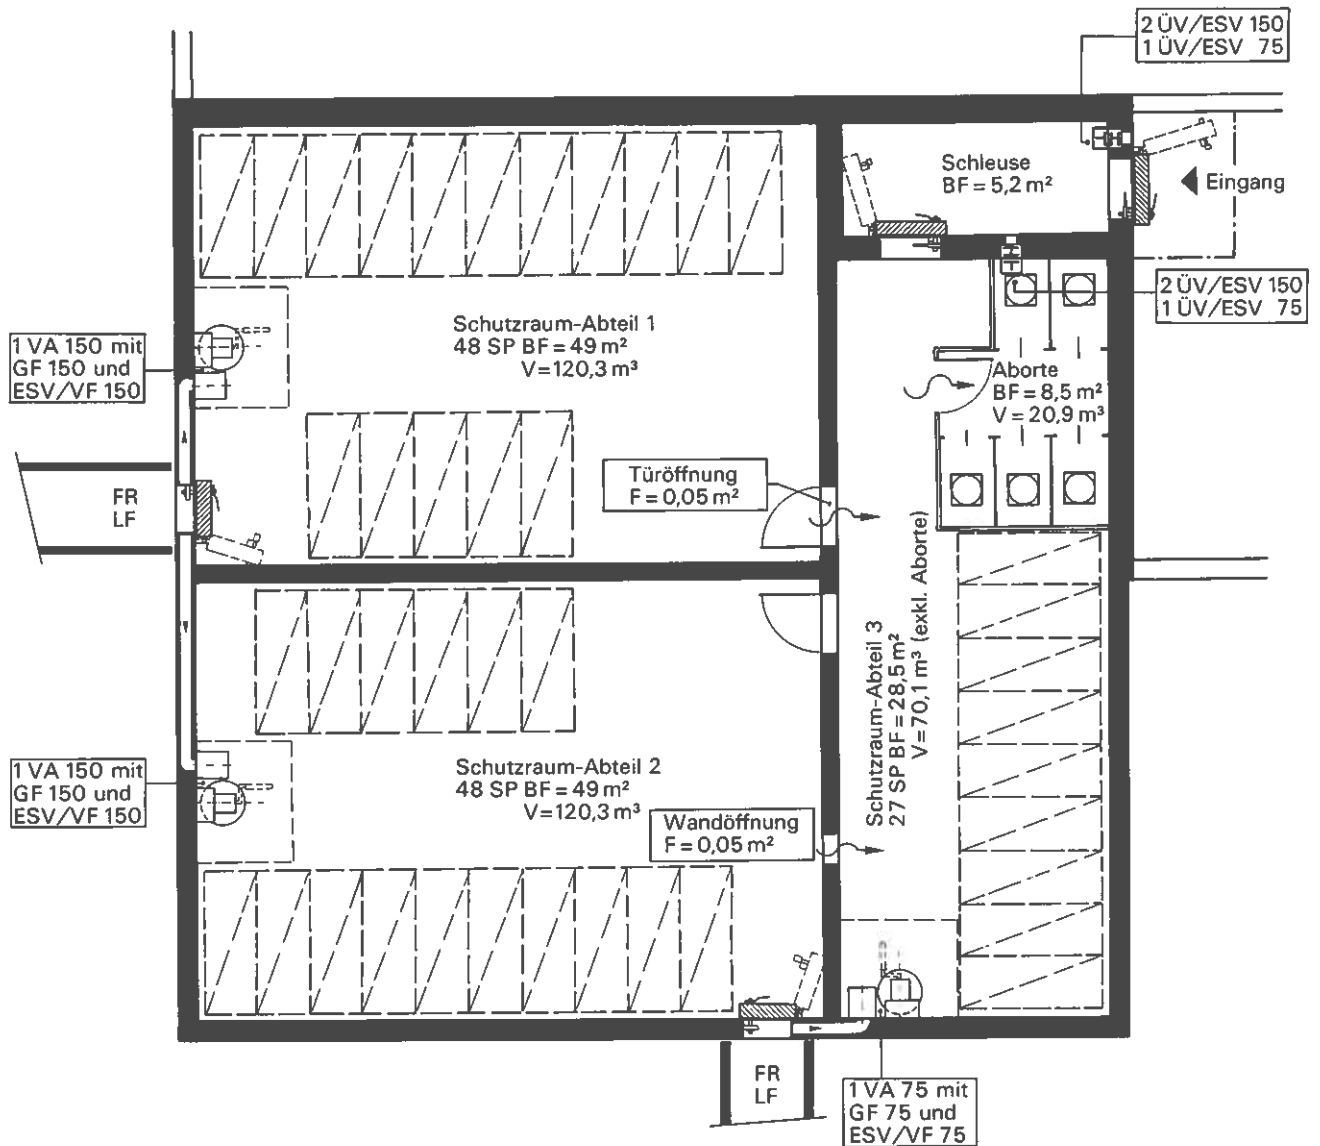 2 ÜV/ESV 150
1 ÜV/ESV 75
Schleuse
BF = 5,2 m²
Eingang
2 ÜV/ESV 150
1 ÜV/ESV 75
Schutzraum-Abteil 1
48 SP BF = 49 m²
V = 120,3 m³
1 VA 150 mit
GF 150 und
ESV/VF 150
Aborte
BF = 8,5 m²
V = 20,9 m³
Türöffnung
F = 0,05 m²
FR
LF
Schutzraum-Abteil 3
27 SP BF = 28,5 m²
V = 70,1 m³ (exkl. Aborte)
1 VA 150 mit
GF 150 und
ESV/VF 150
Schutzraum-Abteil 2
48 SP BF = 49 m²
V = 120,3 m³
Wandöffnung
F = 0,05 m²
FR
LF
1 VA 75 mit
GF 75 und
ESV/VF 75